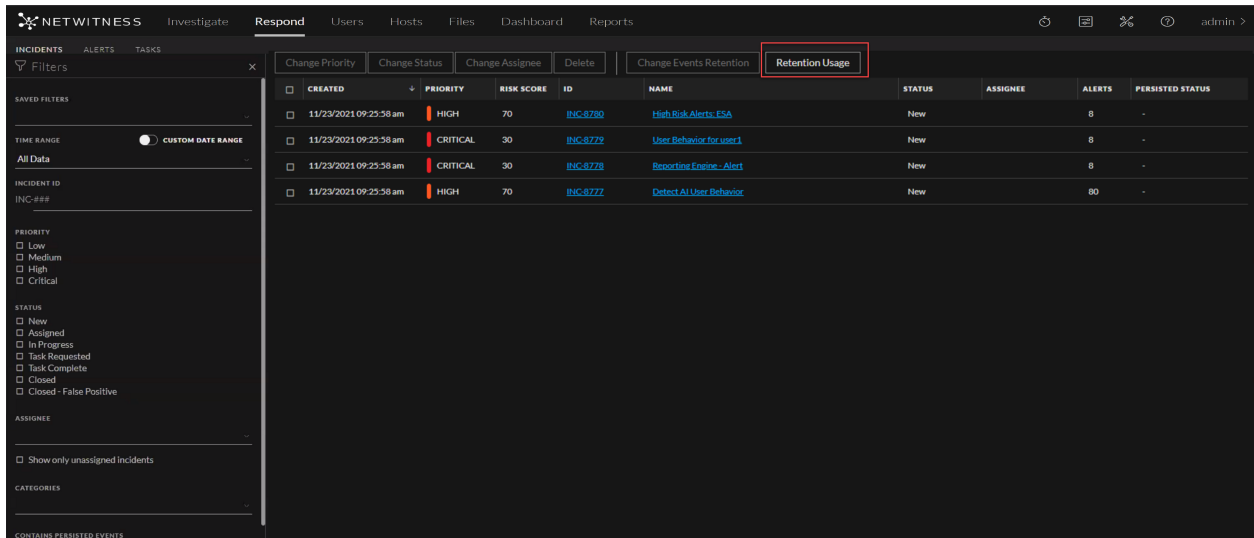 NETWITNESS Investigate Respond Users Hosts Files Dashboard Reports admin >
INCIDENTS ALERTS TASKS
Filters ×
SAVED FILTERS
TIME RANGE CUSTOM DATE RANGE
All Data
INCIDENT ID
INC-###
PRIORITY
Low
Medium
High
Critical
STATUS
New
Assigned
In Progress
Task Requested
Task Complete
Closed
Closed - False Positive
ASSIGNEE
Show only unassigned incidents
CATEGORIES
CONTAINS PERSISTED EVENTS
Change Priority Change Status Change Assignee Delete Change Events Retention Retention Usage
CREATED PRIORITY RISK SCORE ID NAME STATUS ASSIGNEE ALERTS PERSISTED STATUS
11/23/2021 09:25:58 am HIGH 70 INC-8780 High Risk Alerts: ESA New 8 -
11/23/2021 09:25:58 am CRITICAL 30 INC-8779 User Behavior for user1 New 8 -
11/23/2021 09:25:58 am CRITICAL 30 INC-8778 Reporting Engine - Alert New 8 -
11/23/2021 09:25:58 am HIGH 70 INC-8777 Detect AI User Behavior New 80 -